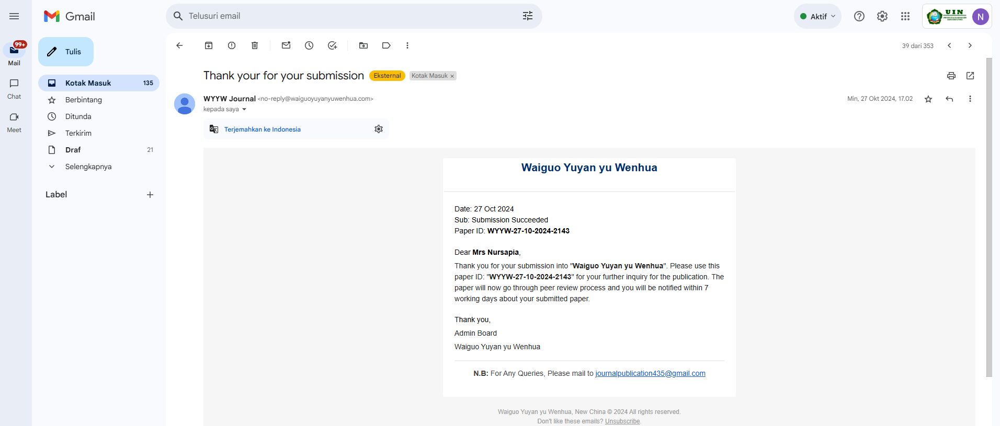 Gmail
Telusuri email
Aktif
UIN
N
99+
Mail
Chat
Meet
Tulis
Kotak Masuk 135
Berbintang
Ditunda
Terkirim
Draf 21
Selengkapnya
Label
39 dari 353
Thank your for your submission Eksternal Kotak Masuk ×
WYYW Journal <no-reply@waiguoyuyanyuwenhua.com>
Min, 27 Okt 2024, 17.02
kepada saya
Terjemahkan ke Indonesia
Waiguo Yuyan yu Wenhua
Date: 27 Oct 2024
Sub: Submission Succeeded
Paper ID: WYYW-27-10-2024-2143
Dear Mrs Nursapia,
Thank you for your submission into "Waiguo Yuyan yu Wenhua". Please use this
paper ID: "WYYW-27-10-2024-2143" for your further inquiry for the publication. The
paper will now go through peer review process and you will be notified within 7
working days about your submitted paper.
Thank you,
Admin Board
Waiguo Yuyan yu Wenhua
N.B: For Any Queries, Please mail to journalpublication435@gmail.com
Waiguo Yuyan yu Wenhua, New China © 2024 All rights reserved.
Don't like these emails? Unsubscribe.